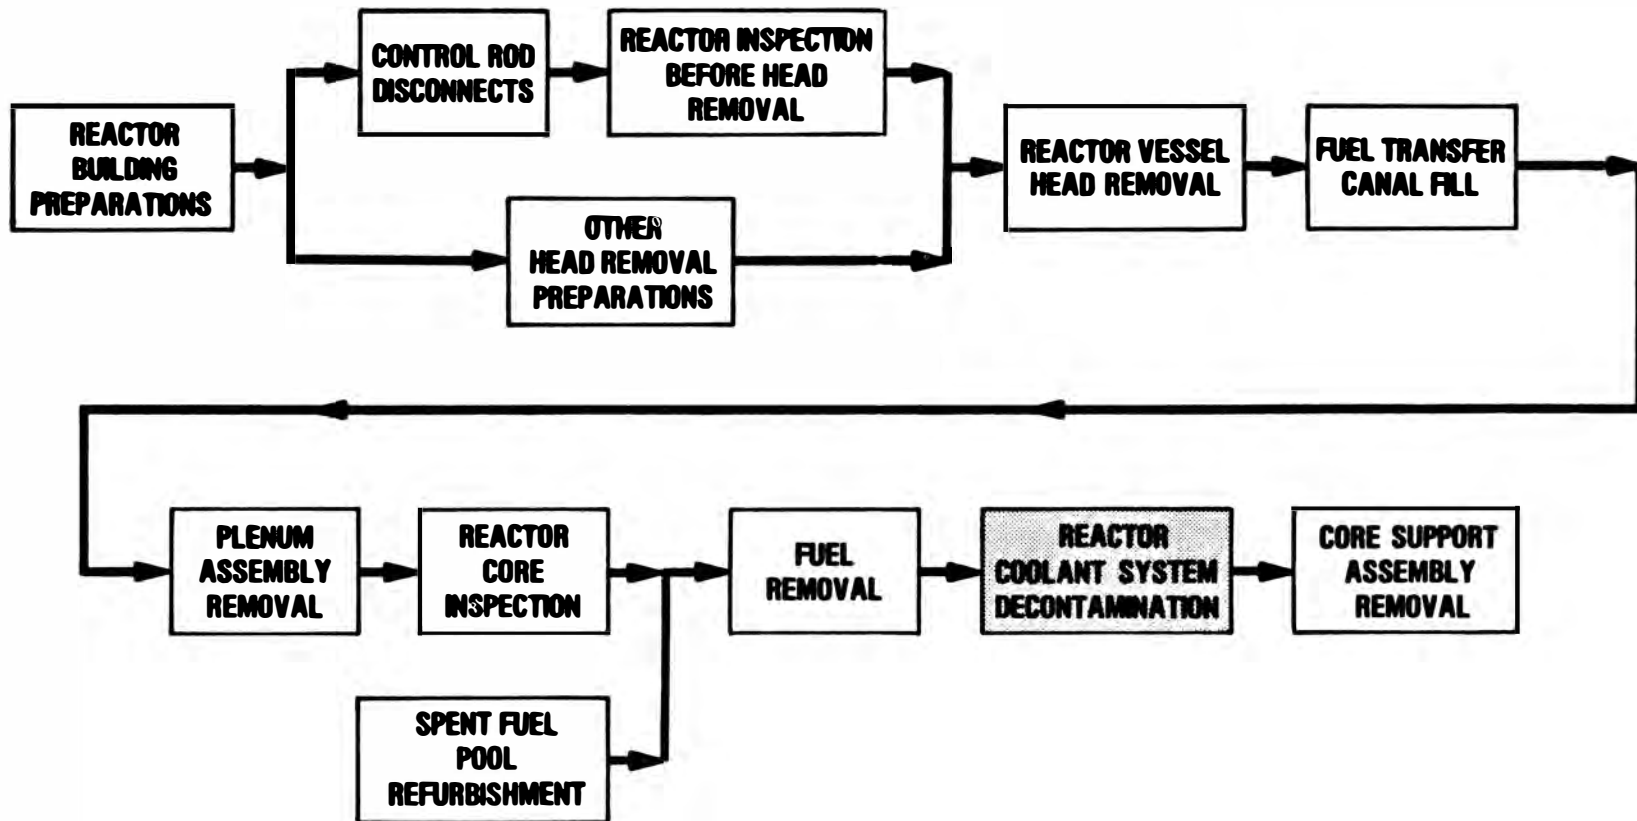 REACTOR
BUILDING
PREPARATIONS
CONTROL ROD
DISCONNECTS
REACTOR INSPECTION
BEFORE HEAD
REMOVAL
OTHER
HEAD REMOVAL
PREPARATIONS
REACTOR VESSEL
HEAD REMOVAL
FUEL TRANSFER
CANAL FILL
PLENUM
ASSEMBLY
REMOVAL
REACTOR
CORE
INSPECTION
SPENT FUEL
POOL
REFURBISHMENT
FUEL
REMOVAL
REACTOR
COOLANT SYSTEM
DECONTAMINATION
CORE SUPPORT
ASSEMBLY
REMOVAL